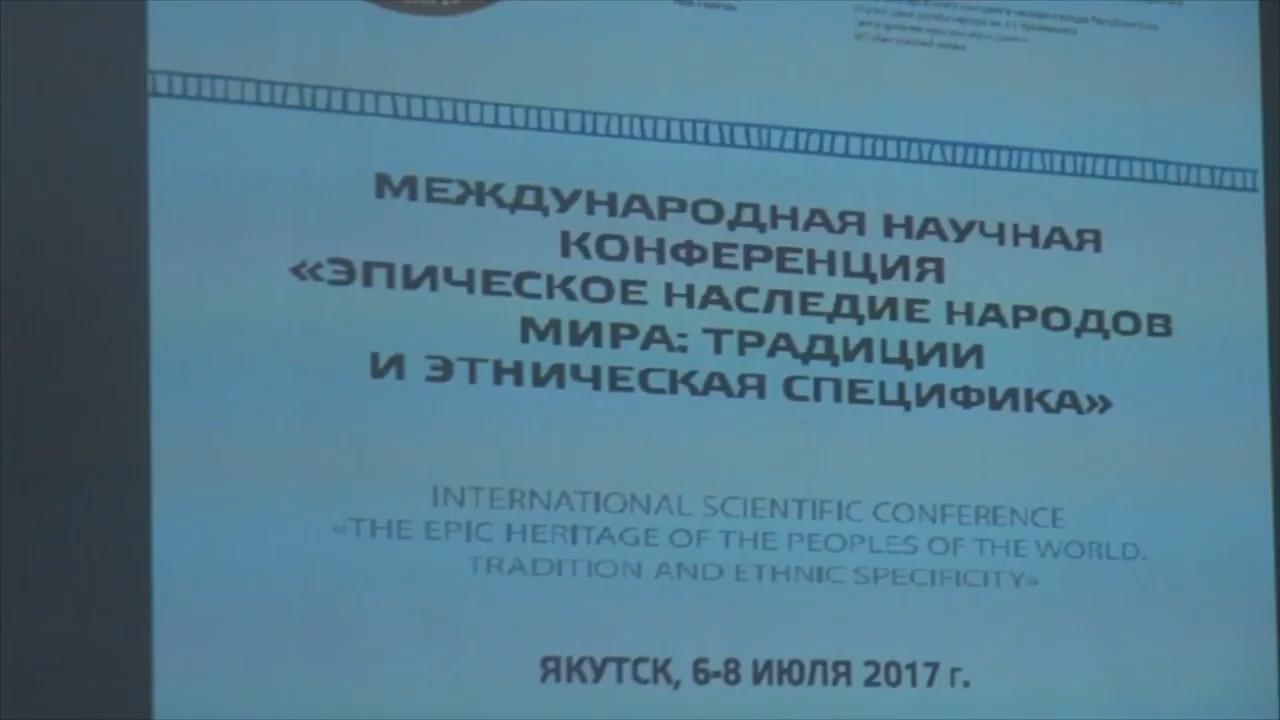 МЕЖДУНАРОДНАЯ НАУЧНАЯ
КОНФЕРЕНЦИЯ
«ЭПИЧЕСКОЕ НАСЛЕДИЕ НАРОДОВ
МИРА: ТРАДИЦИИ
И ЭТНИЧЕСКАЯ СПЕЦИФИКА»
INTERNATIONAL SCIENTIFIC CONFERENCE
«THE EPIC HERITAGE OF THE PEOPLES OF THE WORLD.
TRADITION AND ETHNIC SPECIFICITY»
ЯКУТСК, 6-8 ИЮЛЯ 2017 г.